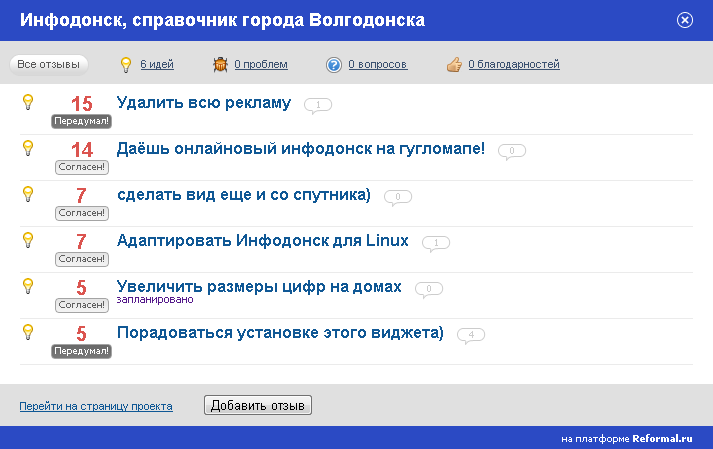 Инфодонск, справочник города Волгодонска
Все отзывы 6 идей 0 проблем ? 0 вопросов 0 благодарностей
15 Удалить всю рекламу 1
Передумал!
14 Даёшь онлайновый инфодонск на гугломапе! 0
Согласен!
7 сделать вид еще и со спутника) 0
Согласен!
7 Адаптировать Инфодонск для Linux 1
Согласен!
5 Увеличить размеры цифр на домах 0
Согласен! запланировано
5 Порадоваться установке этого виджета) 4
Передумал!
Перейти на страницу проекта Добавить отзыв
на платформе Reformal.ru